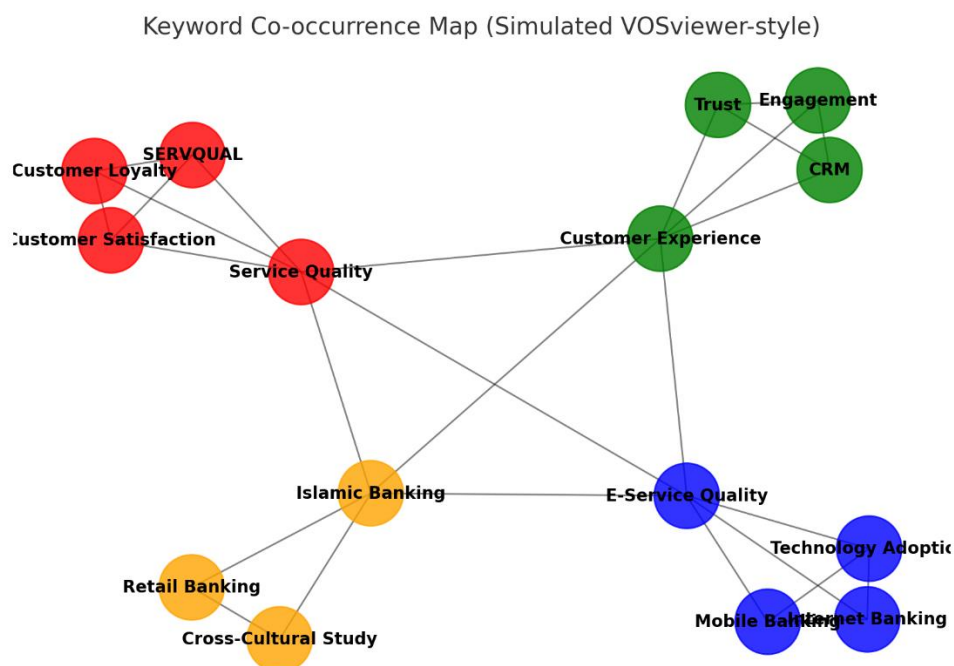 Keyword Co-occurrence Map (Simulated VOSviewer-style)
Trust
Engagement
SERVQUAL
Customer Loyalty
CRM
Customer Satisfaction
Customer Experience
Service Quality
Islamic Banking
E-Service Quality
Technology Adoptic
Retail Banking
Mobile Banking
Internet Banking
Cross-Cultural Study